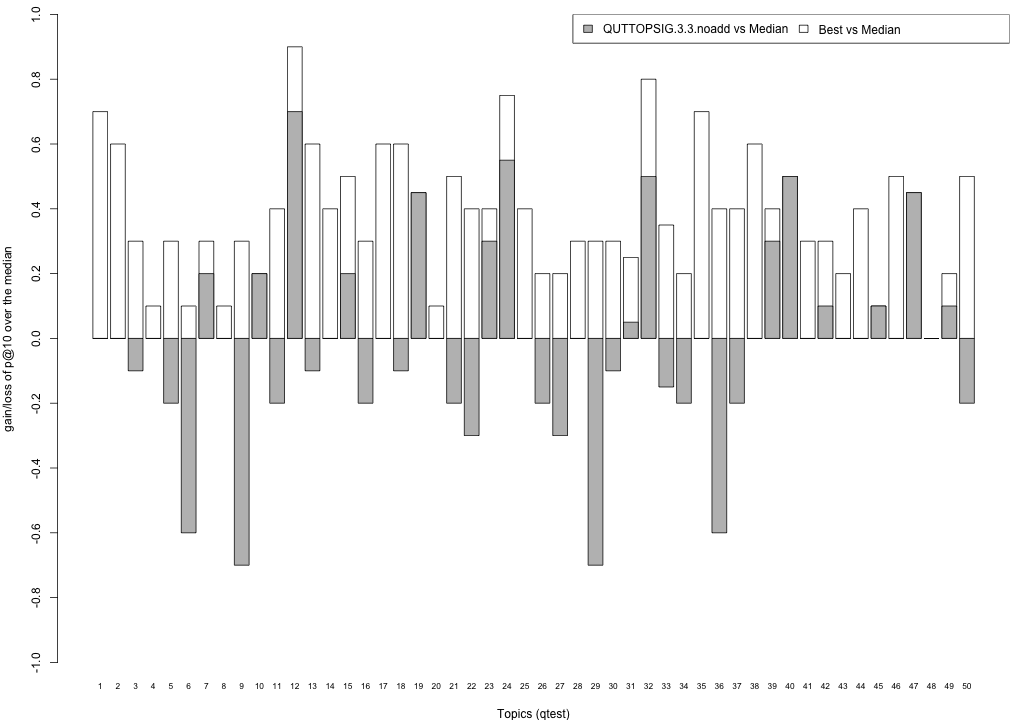 QUTTOPSIG.3.3.noadd vs Median Best vs Median
gain/loss of p@10 over the median
1.0
0.8
0.6
0.4
0.2
0.0
-0.2
-0.4
-0.6
-0.8
-1.0
1 2 3 4 5 6 7 8 9 10 11 12 13 14 15 16 17 18 19 20 21 22 23 24 25 26 27 28 29 30 31 32 33 34 35 36 37 38 39 40 41 42 43 44 45 46 47 48 49 50
Topics (qtest)